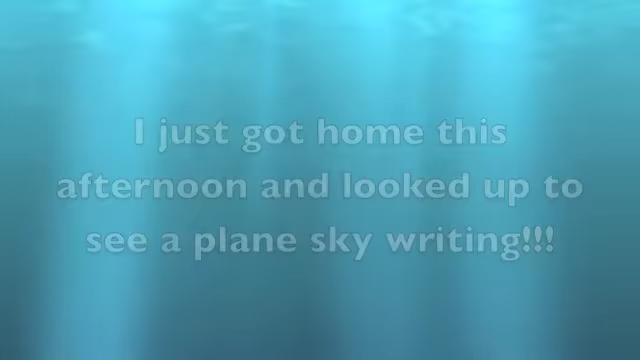 I just got home this
afternoon and looked up to
see a plane sky writing!!!